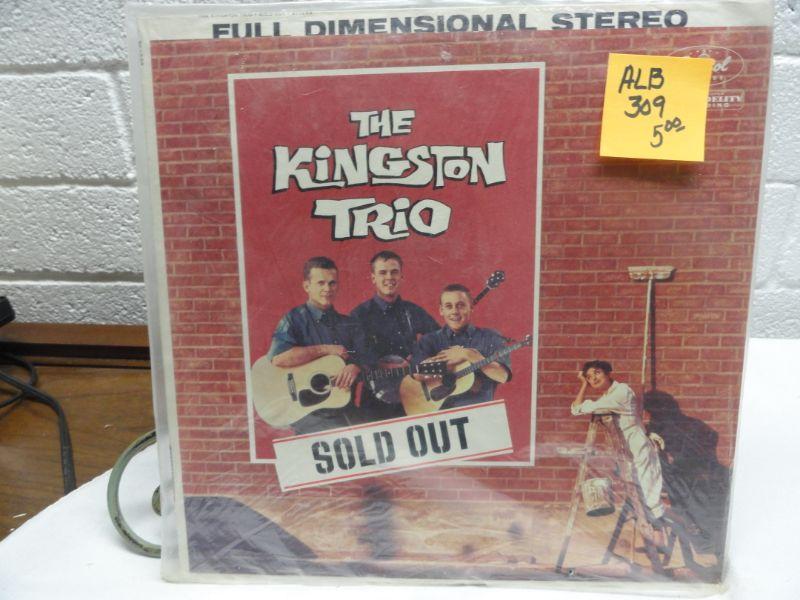 FULL DIMENSIONAL STEREO
ALB
309
5.00
THE
KINGSTON
TRIO
SOLD OUT